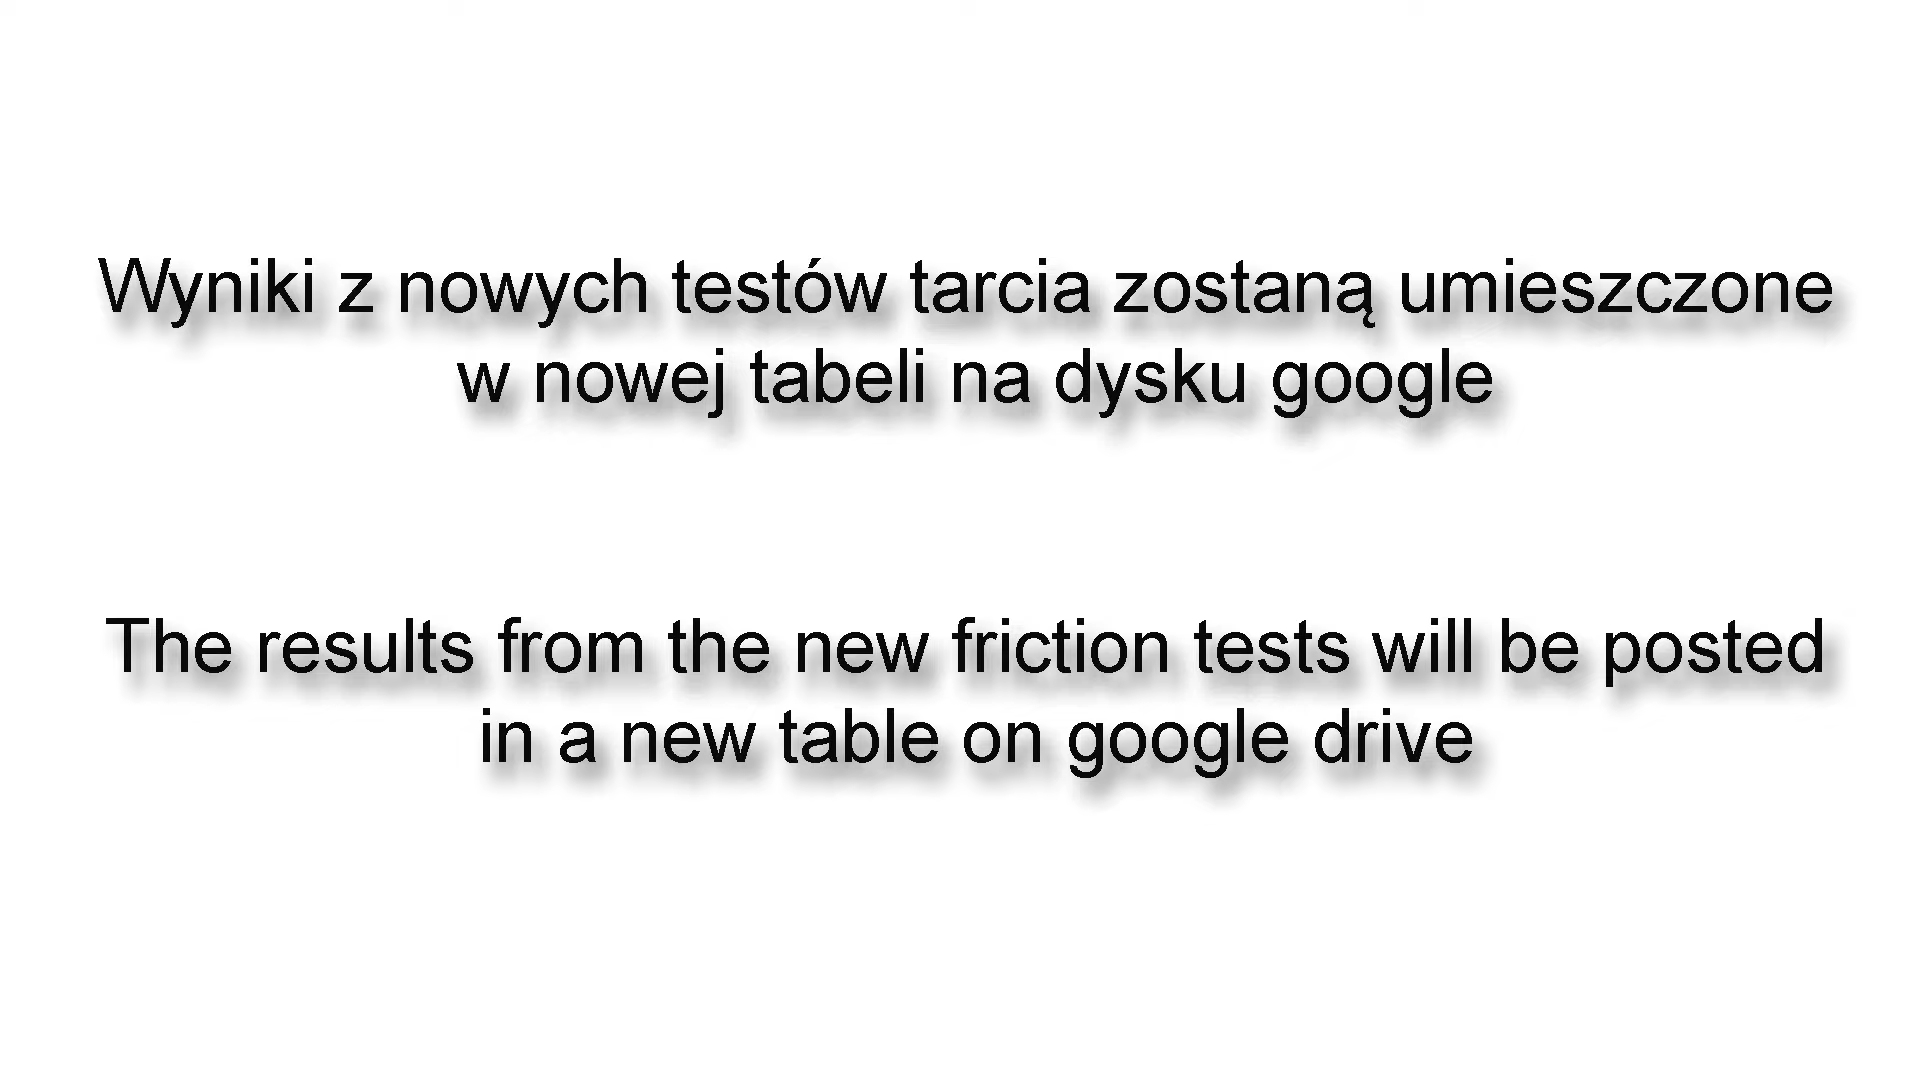 Wyniki z nowych testów tarcia zostaną umieszczone
w nowej tabeli na dysku google
The results from the new friction tests will be posted
in a new table on google drive